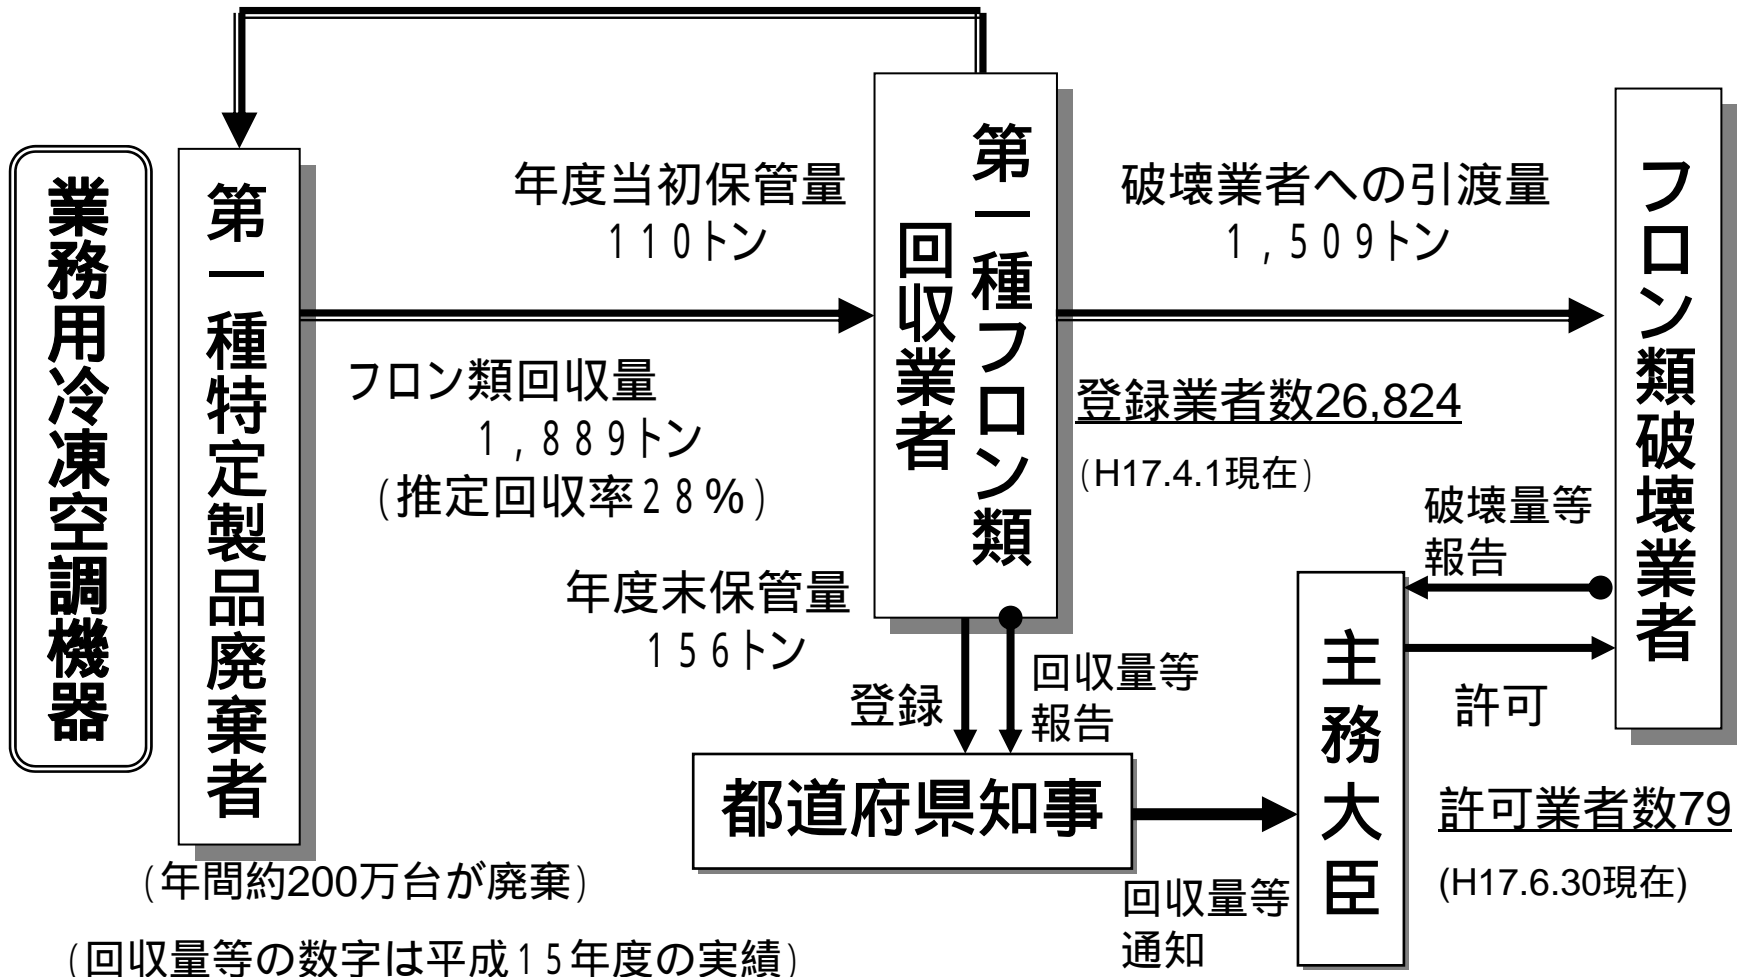 業務用冷凍空調機器
第一種特定製品廃棄者
年度当初保管量
110トン
フロン類回収量
1,889トン
(推定回収率28%)
年度末保管量
156トン
第一種フロン類
回収業者
破壊業者への引渡量
1,509トン
登録業者数26,824
(H17.4.1現在)
フロン類破壊業者
破壊量等
報告
許可
主務大臣
許可業者数79
(H17.6.30現在)
登録
回収量等
報告
都道府県知事
回収量等
通知
(年間約200万台が廃棄)
(回収量等の数字は平成15年度の実績)